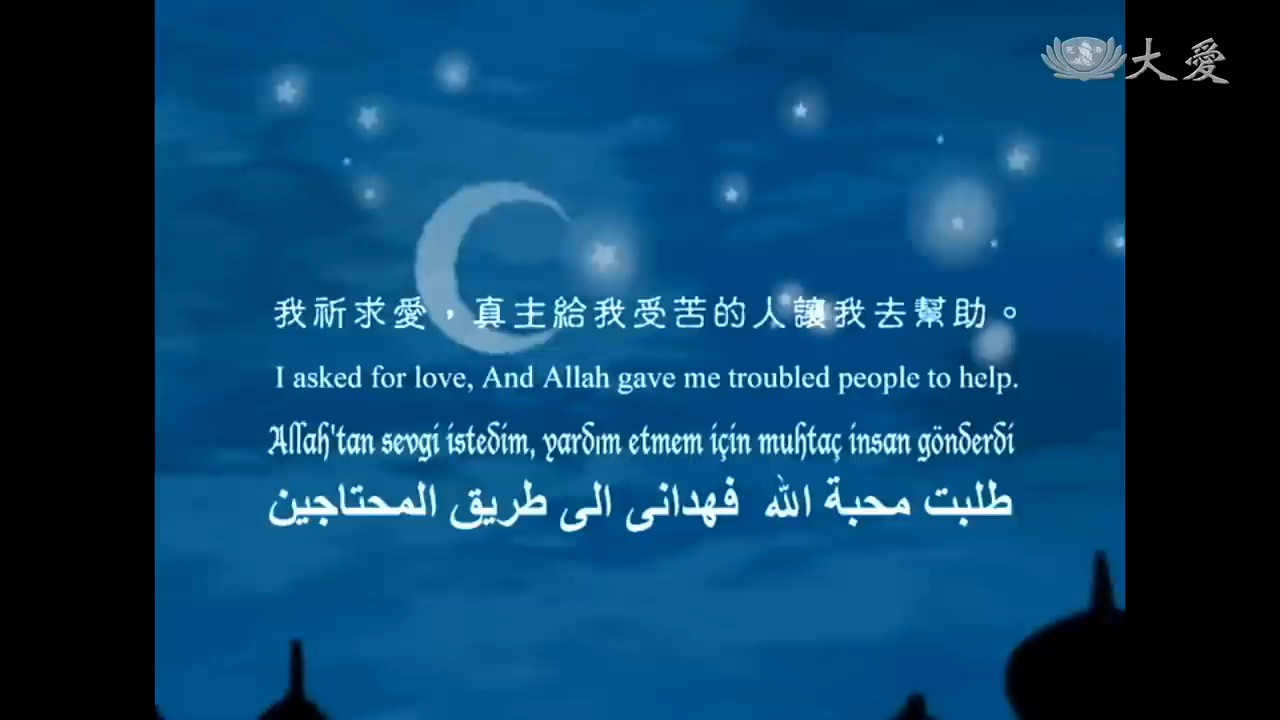 大愛
我祈求愛，真主給我受苦的人讓我去幫助。
I asked for love, And Allah gave me troubled people to help.
Allah'tan sevgi istedim, yardım etmem için muhtaç insan gönderdi
طلبت محبة الله فهدانى الى طريق المحتاجين